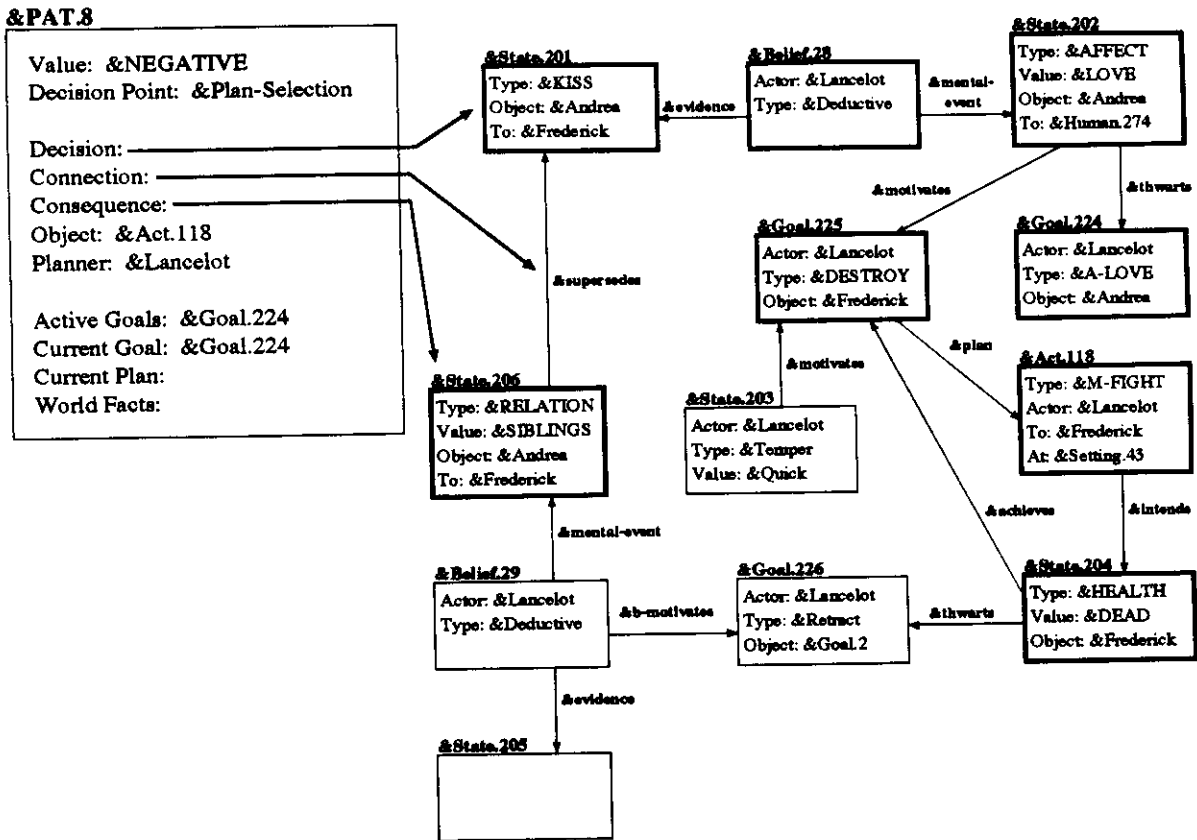 &PAT.8
Value: &NEGATIVE
Decision Point: &Plan-Selection
Decision:
Connection:
Consequence:
Object: &Act.118
Planner: &Lancelot
Active Goals: &Goal.224
Current Goal: &Goal.224
Current Plan:
World Facts:
&State.201
Type: &KISS
Object: &Andrea
To: &Frederick
&evidence
&Belief.28
Actor: &Lancelot
Type: &Deductive
&mental-
event
&State.202
Type: &AFFECT
Value: &LOVE
Object: &Andrea
To: &Human.274
&motivates
&thwarts
&Goal.225
Actor: &Lancelot
Type: &DESTROY
Object: &Frederick
&Goal.224
Actor: &Lancelot
Type: &A-LOVE
Object: &Andrea
&supersedes
&motivates
&plan
&State.206
Type: &RELATION
Value: &SIBLINGS
Object: &Andrea
To: &Frederick
&State.203
Actor: &Lancelot
Type: &Temper
Value: &Quick
&Act.118
Type: &M-FIGHT
Actor: &Lancelot
To: &Frederick
At: &Setting.43
&mental-event
&achieves
&intends
&Belief.29
Actor: &Lancelot
Type: &Deductive
&b-motivates
&Goal.226
Actor: &Lancelot
Type: &Retract
Object: &Goal.2
&thwarts
&State.204
Type: &HEALTH
Value: &DEAD
Object: &Frederick
&evidence
&State.205